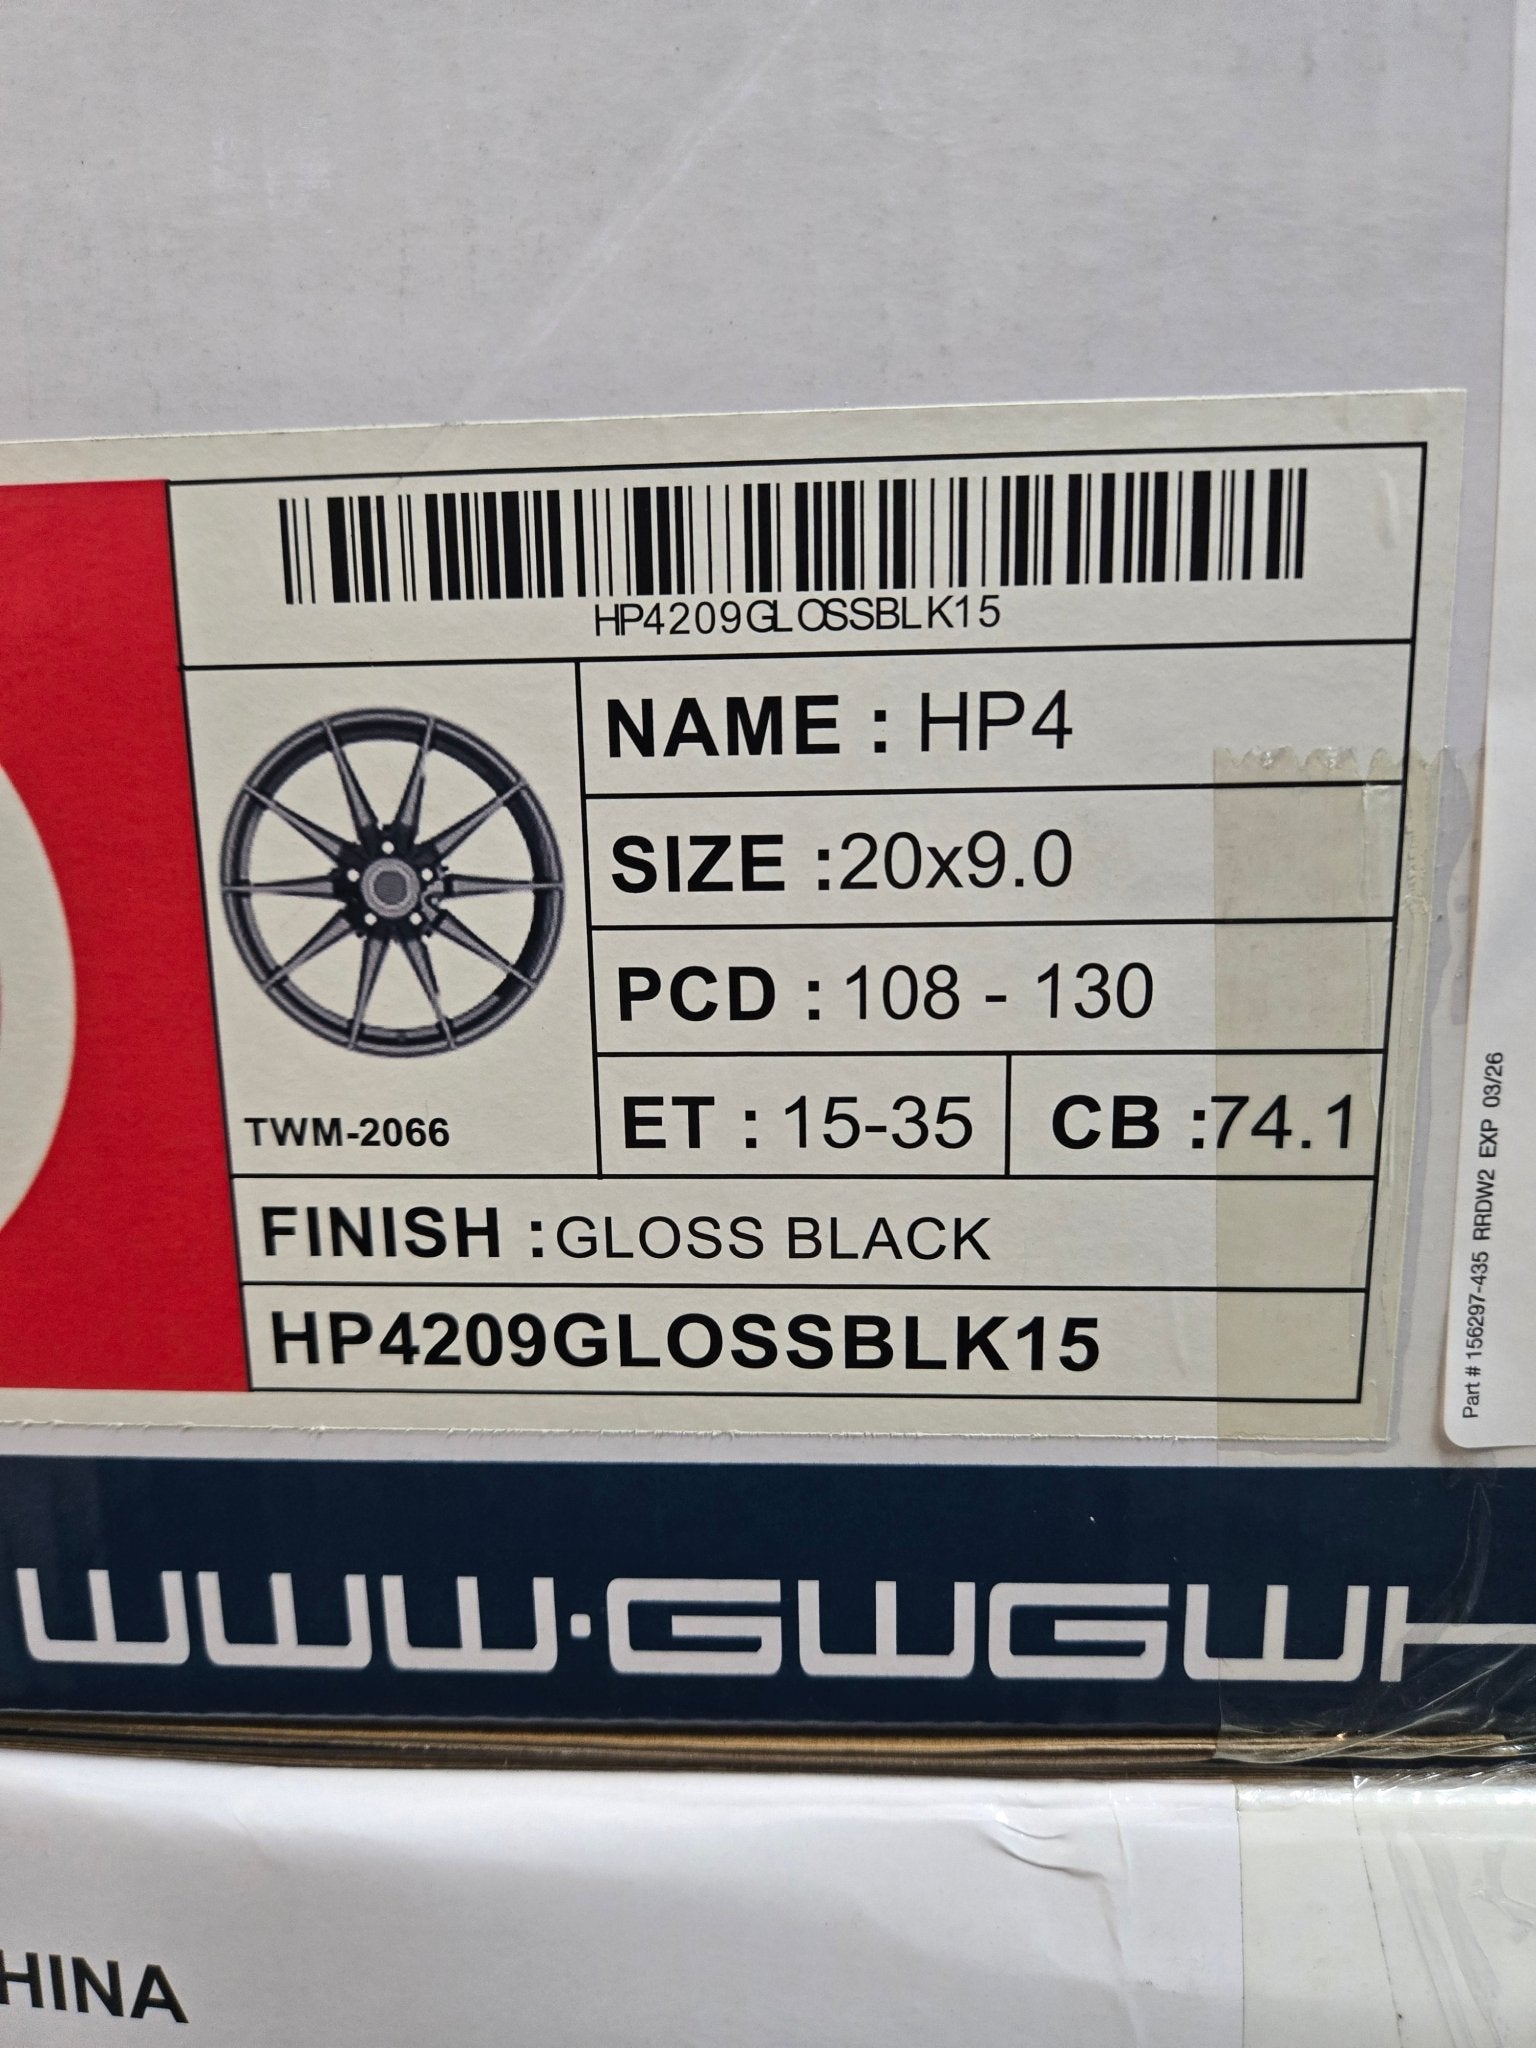 HP4209GLOSSBLK15
NAME : HP4
SIZE :20x9.0
PCD : 108 - 130
ET : 15-35
CB :74.1
TWM-2066
FINISH :GLOSS BLACK
HP4209GLOSSBLK15
Part # 156297-435 RRDW2 EXP 03/26
WWW.GWGWH
HINA